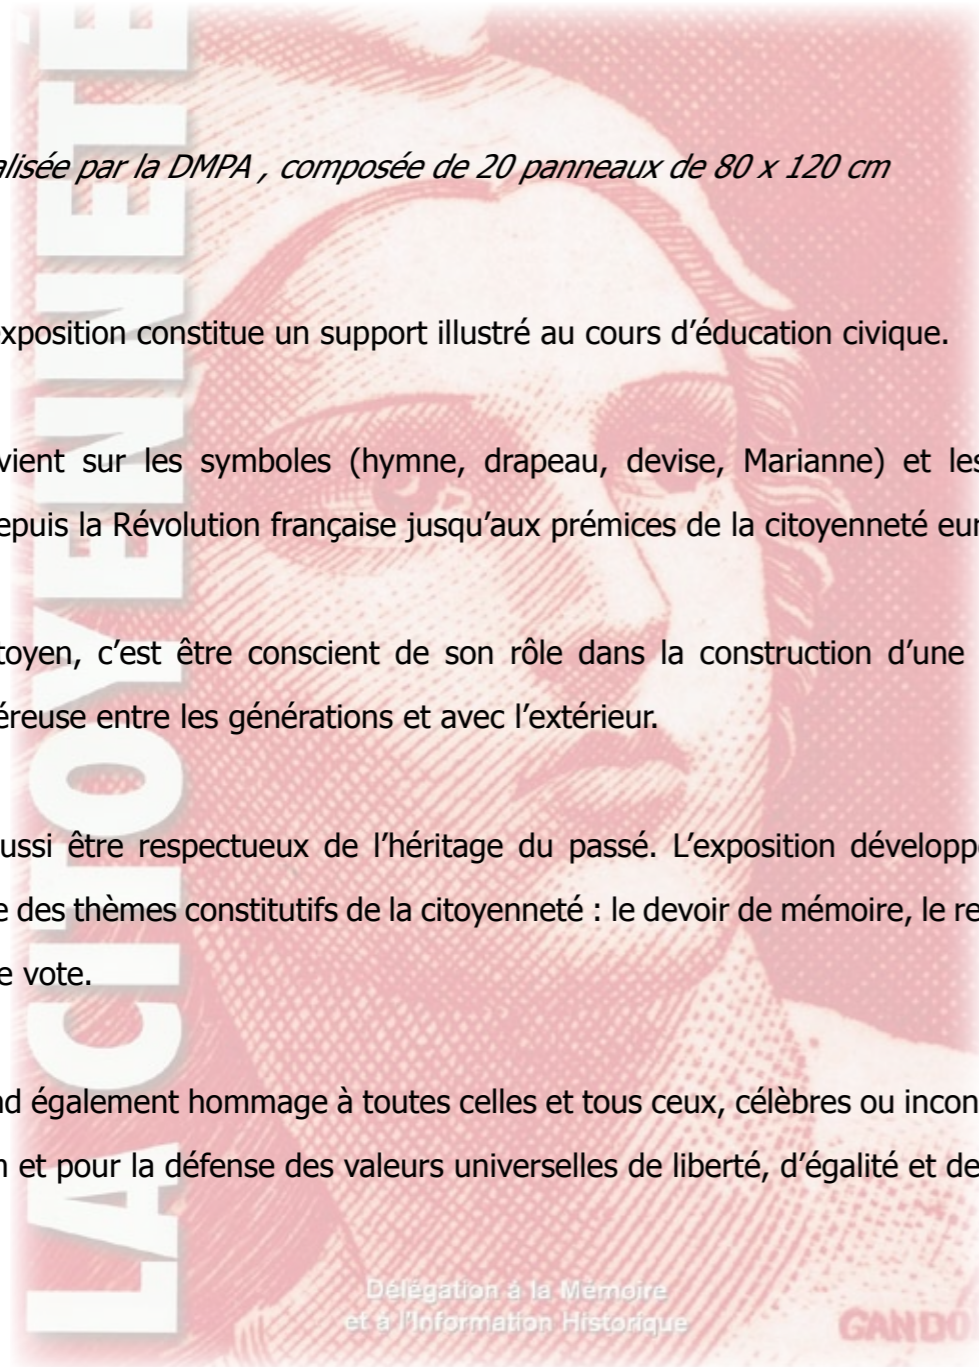 LA CITOYENNETÉ
alisée par la DMPA , composée de 20 panneaux de 80 x 120 cm
exposition constitue un support illustré au cours d’éducation civique.
vient sur les symboles (hymne, drapeau, devise, Marianne) et les
depuis la Révolution française jusqu’aux prémices de la citoyenneté eur
toyen, c’est être conscient de son rôle dans la construction d’une
éreuse entre les générations et avec l’extérieur.
ussi être respectueux de l’héritage du passé. L’exposition développe
e des thèmes constitutifs de la citoyenneté : le devoir de mémoire, le re
e vote.
nd également hommage à toutes celles et tous ceux, célèbres ou incon
n et pour la défense des valeurs universelles de liberté, d’égalité et de
Délégation à la Mémoire
et à l’Information Historique
GANDO